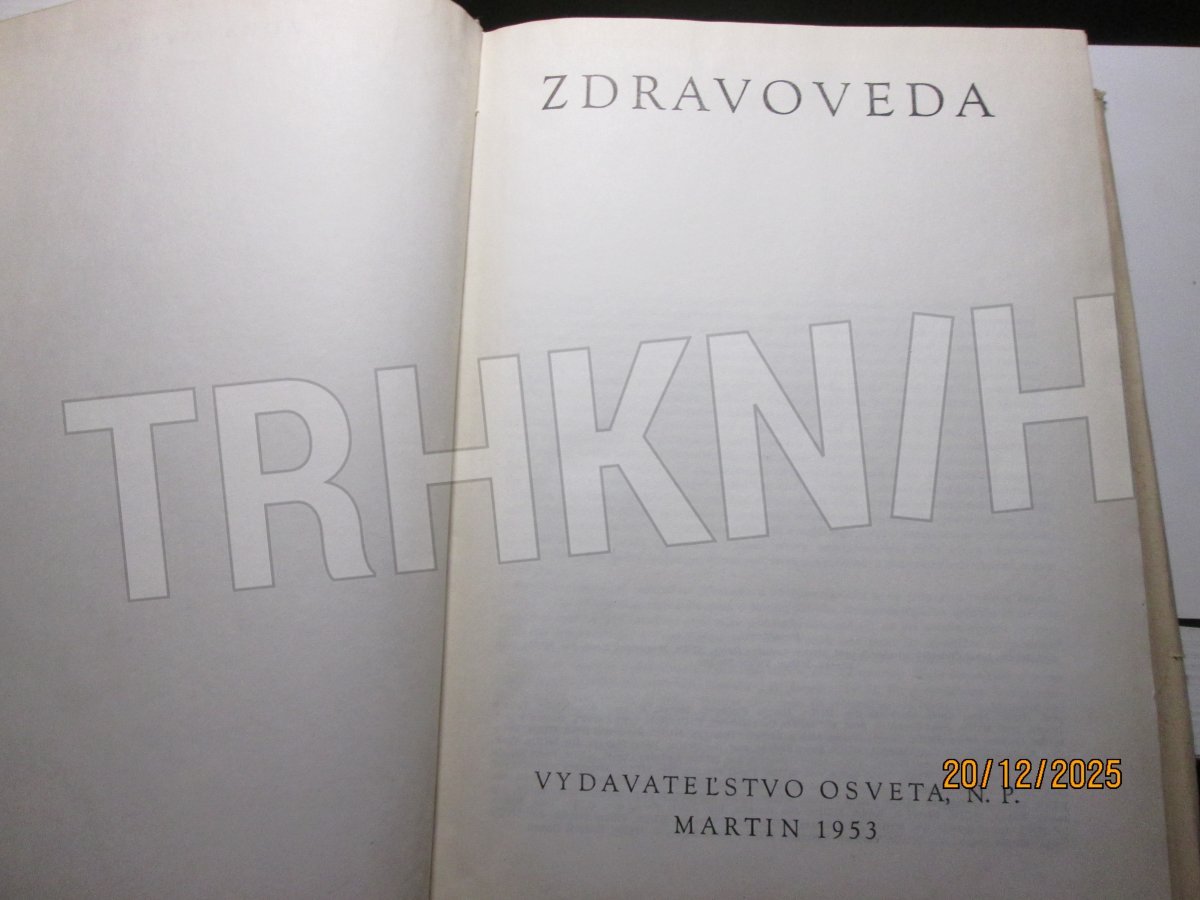 ZDRAVOVEDA
TRHKNIH
VYDAVATEĽSTVO OSVETA, N. P.
MARTIN 1953
20/12/2025